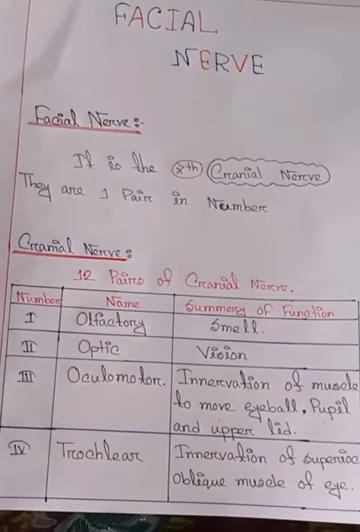 FACIAL
NERVE
Facial Nerve :-
It is the 7th Cranial Nerve
They are 1 Pair in Number
Cranial Nerve :
12 Pairs of Cranial Nerve.
Number Name Summery of Function
I Olfactory Smell.
II Optic Vision
III Oculomotor. Innervation of muscle
to move eyeball, Pupil
and upper lid.
IV Trochlear Innervation of superior
oblique muscle of eye.